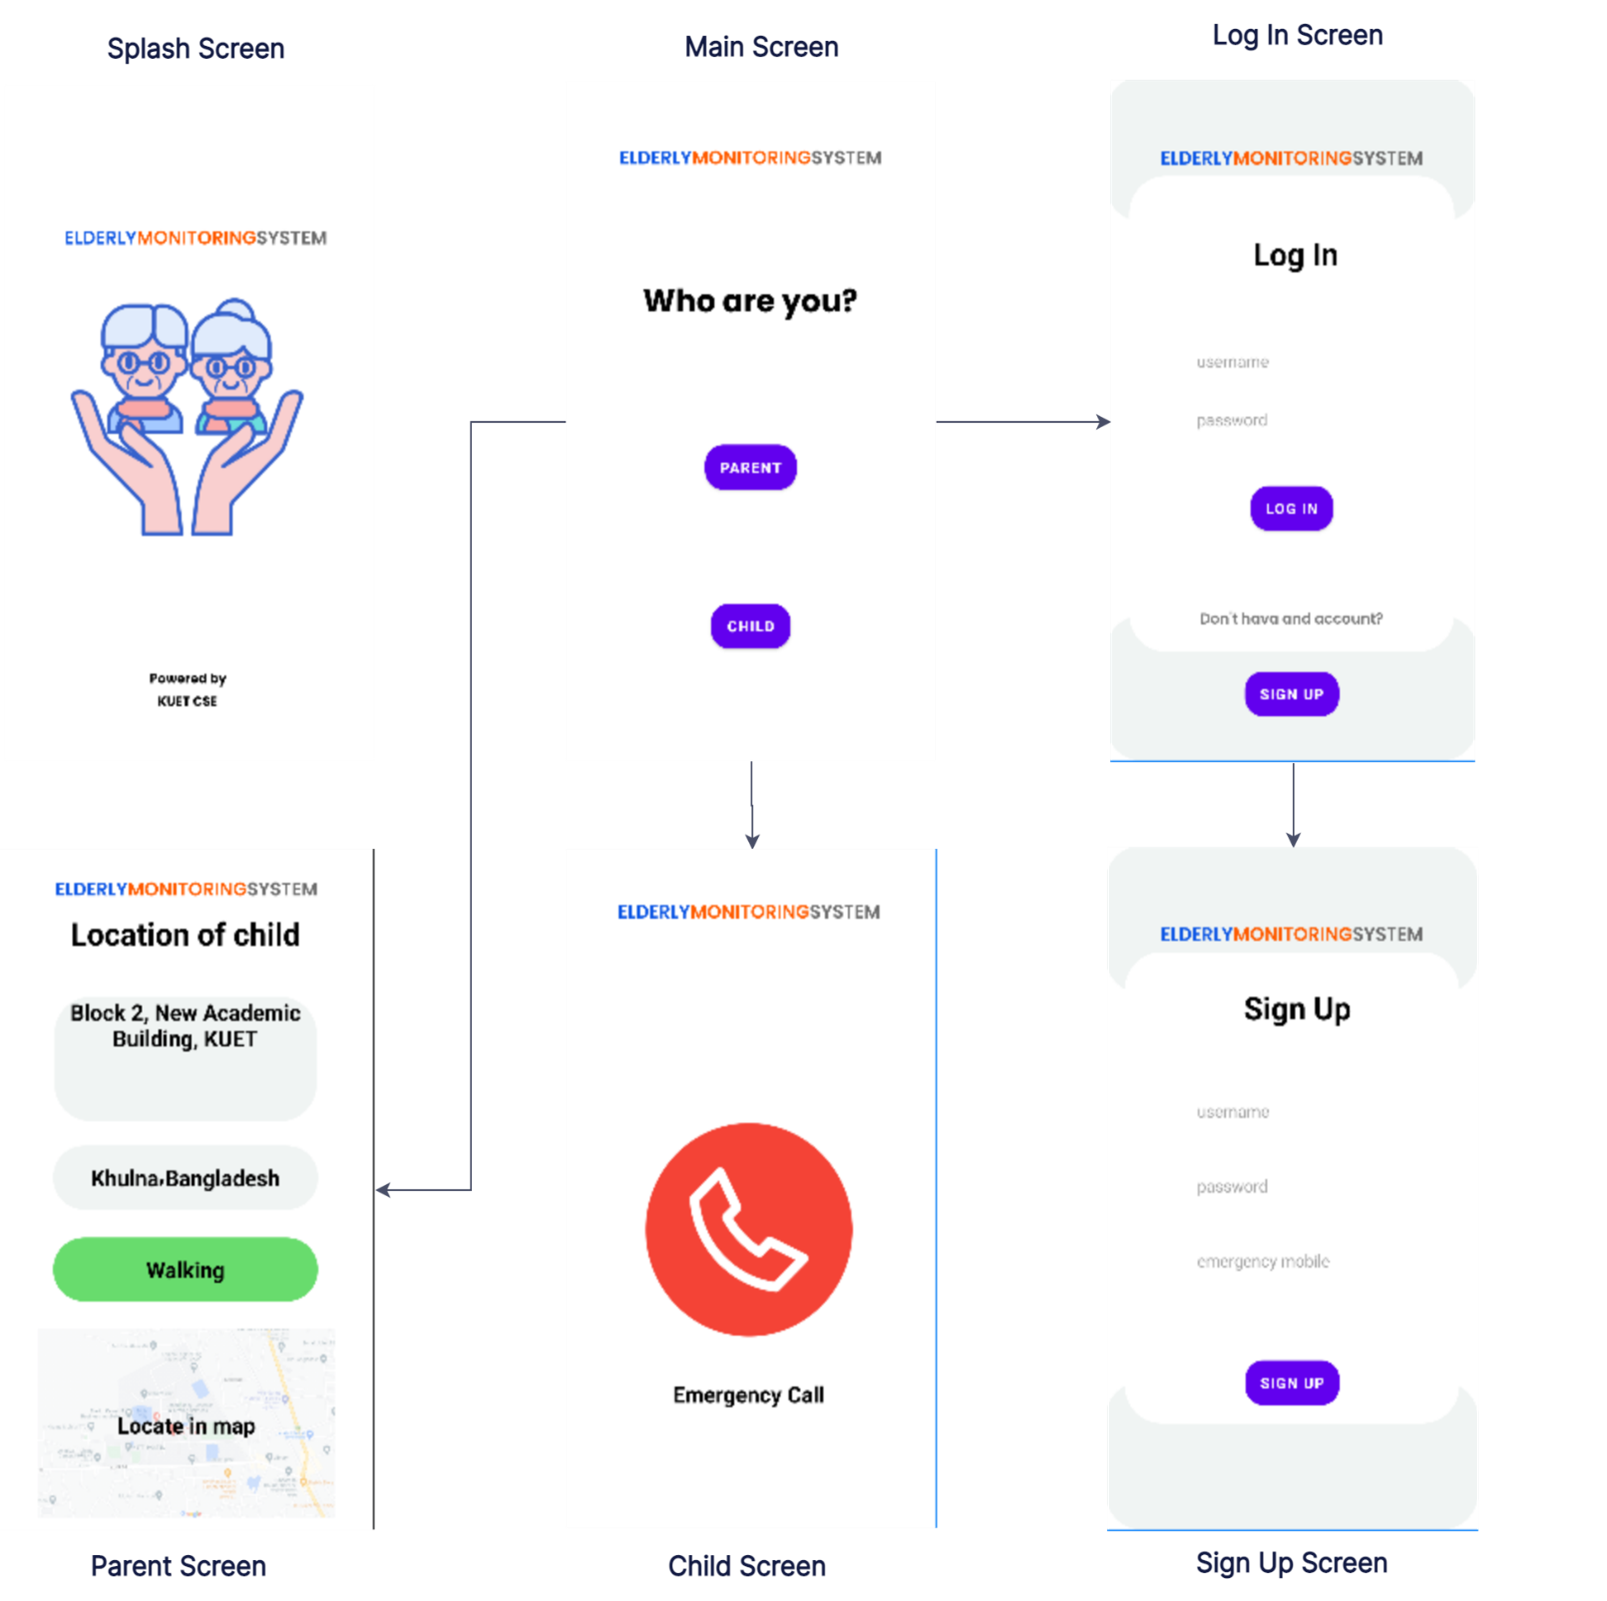 Splash Screen
ELDERLYMONITORINGSYSTEM
Powered by
KUET CSE
Main Screen
ELDERLYMONITORINGSYSTEM
Who are you?
PARENT
CHILD
Log In Screen
ELDERLYMONITORINGSYSTEM
Log In
username
password
LOG IN
Don't hava and account?
SIGN UP
ELDERLYMONITORINGSYSTEM
Location of child
Block 2, New Academic
Building, KUET
Khulna,Bangladesh
Walking
Locate in map
Google
Parent Screen
ELDERLYMONITORINGSYSTEM
Emergency Call
Child Screen
ELDERLYMONITORINGSYSTEM
Sign Up
username
password
emergency mobile
SIGN UP
Sign Up Screen